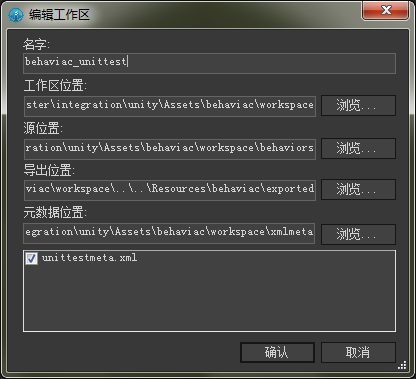 编辑工作区
名字:
behaviac_unittest
工作区位置:
ster\integration\unity\Assets\behaviac\workspace
浏览...
源位置:
ration\unity\Assets\behaviac\workspace\behaviors
浏览...
导出位置:
viac\workspace\..\..\Resources\behaviac\exported
浏览...
元数据位置:
egration\unity\Assets\behaviac\workspace\xmlmeta
浏览...
unittestmeta.xml
确认
取消